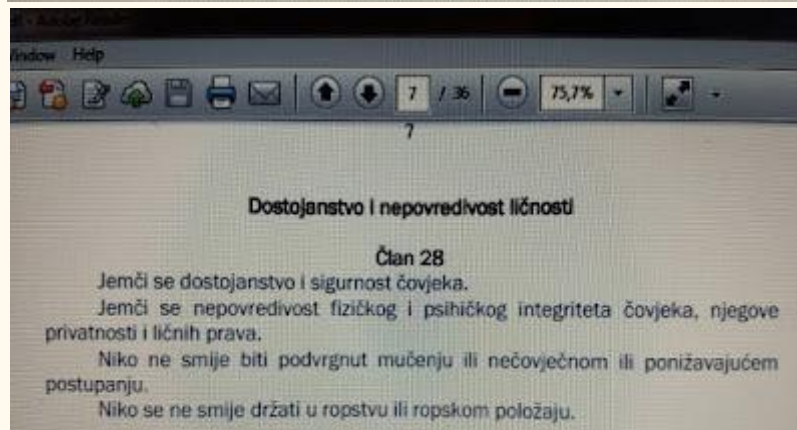 Window Help
7 / 36 75,7%
7
Dostojanstvo i nepovredivost ličnosti
Član 28
Jemči se dostojanstvo i sigurnost čovjeka.
Jemči se nepovredivost fizičkog i psihičkog integriteta čovjeka, njegove
privatnosti i ličnih prava.
Niko ne smije biti podvrgnut mučenju ili nečovječnom ili ponižavajućem
postupanju.
Niko se ne smije držati u ropstvu ili ropskom položaju.